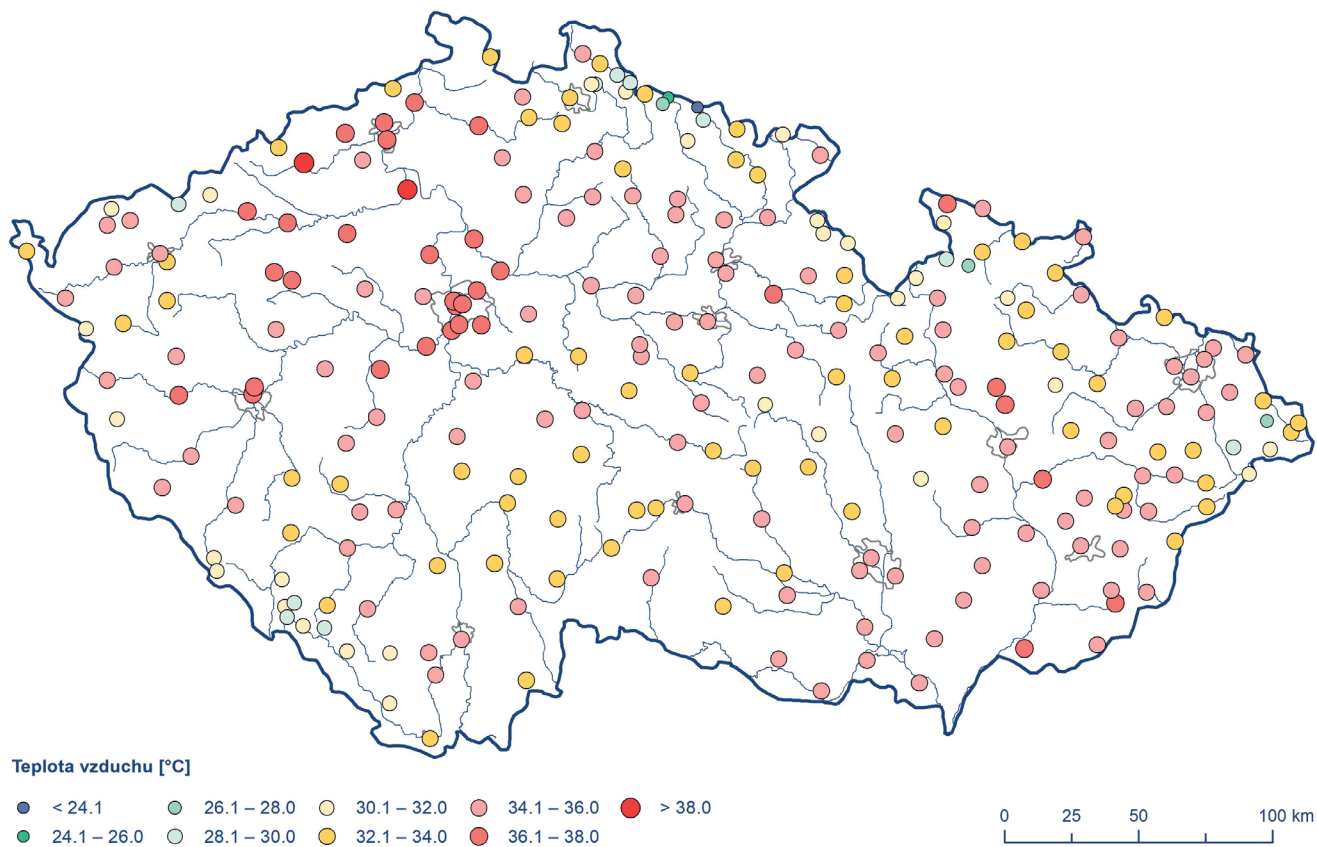 Teplota vzduchu [°C]
< 24.1
26.1 – 28.0
30.1 – 32.0
34.1 – 36.0
> 38.0
24.1 – 26.0
28.1 – 30.0
32.1 – 34.0
36.1 – 38.0
0 25 50 100 km